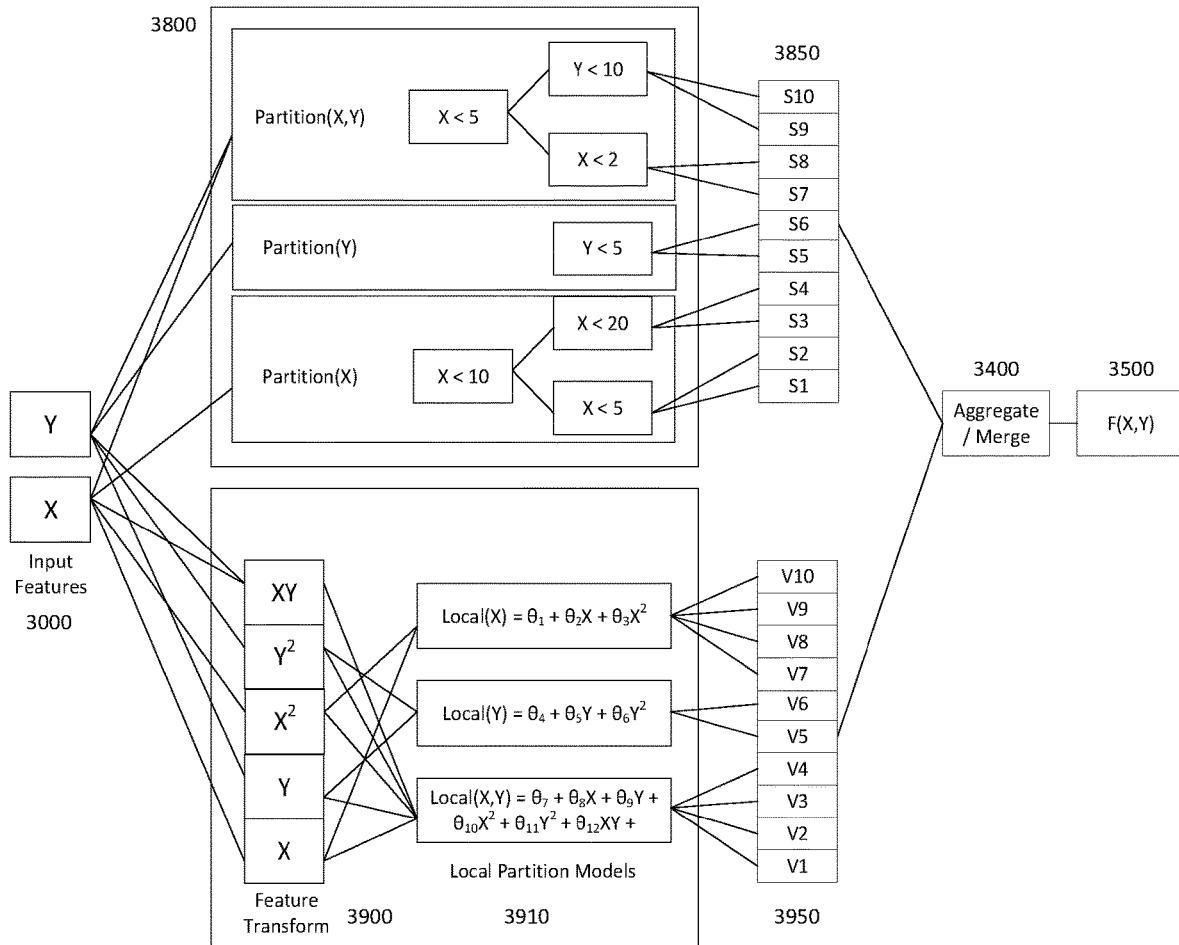 3800
Partition(X,Y)
X < 5
Y < 10
X < 2
Partition(Y)
Y < 5
Partition(X)
X < 10
X < 20
X < 5
3850
S10
S9
S8
S7
S6
S5
S4
S3
S2
S1
Y
X
Input
Features
3000
3400
Aggregate
/ Merge
3500
F(X,Y)
XY
Y²
X²
Y
X
Feature
Transform
3900
Local(X) = θ₁ + θ₂X + θ₃X²
Local(Y) = θ₄ + θ₅Y + θ₆Y²
Local(X,Y) = θ₇ + θ₈X + θ₉Y +
θ₁₀X² + θ₁₁Y² + θ₁₂XY +
Local Partition Models
3910
V10
V9
V8
V7
V6
V5
V4
V3
V2
V1
3950